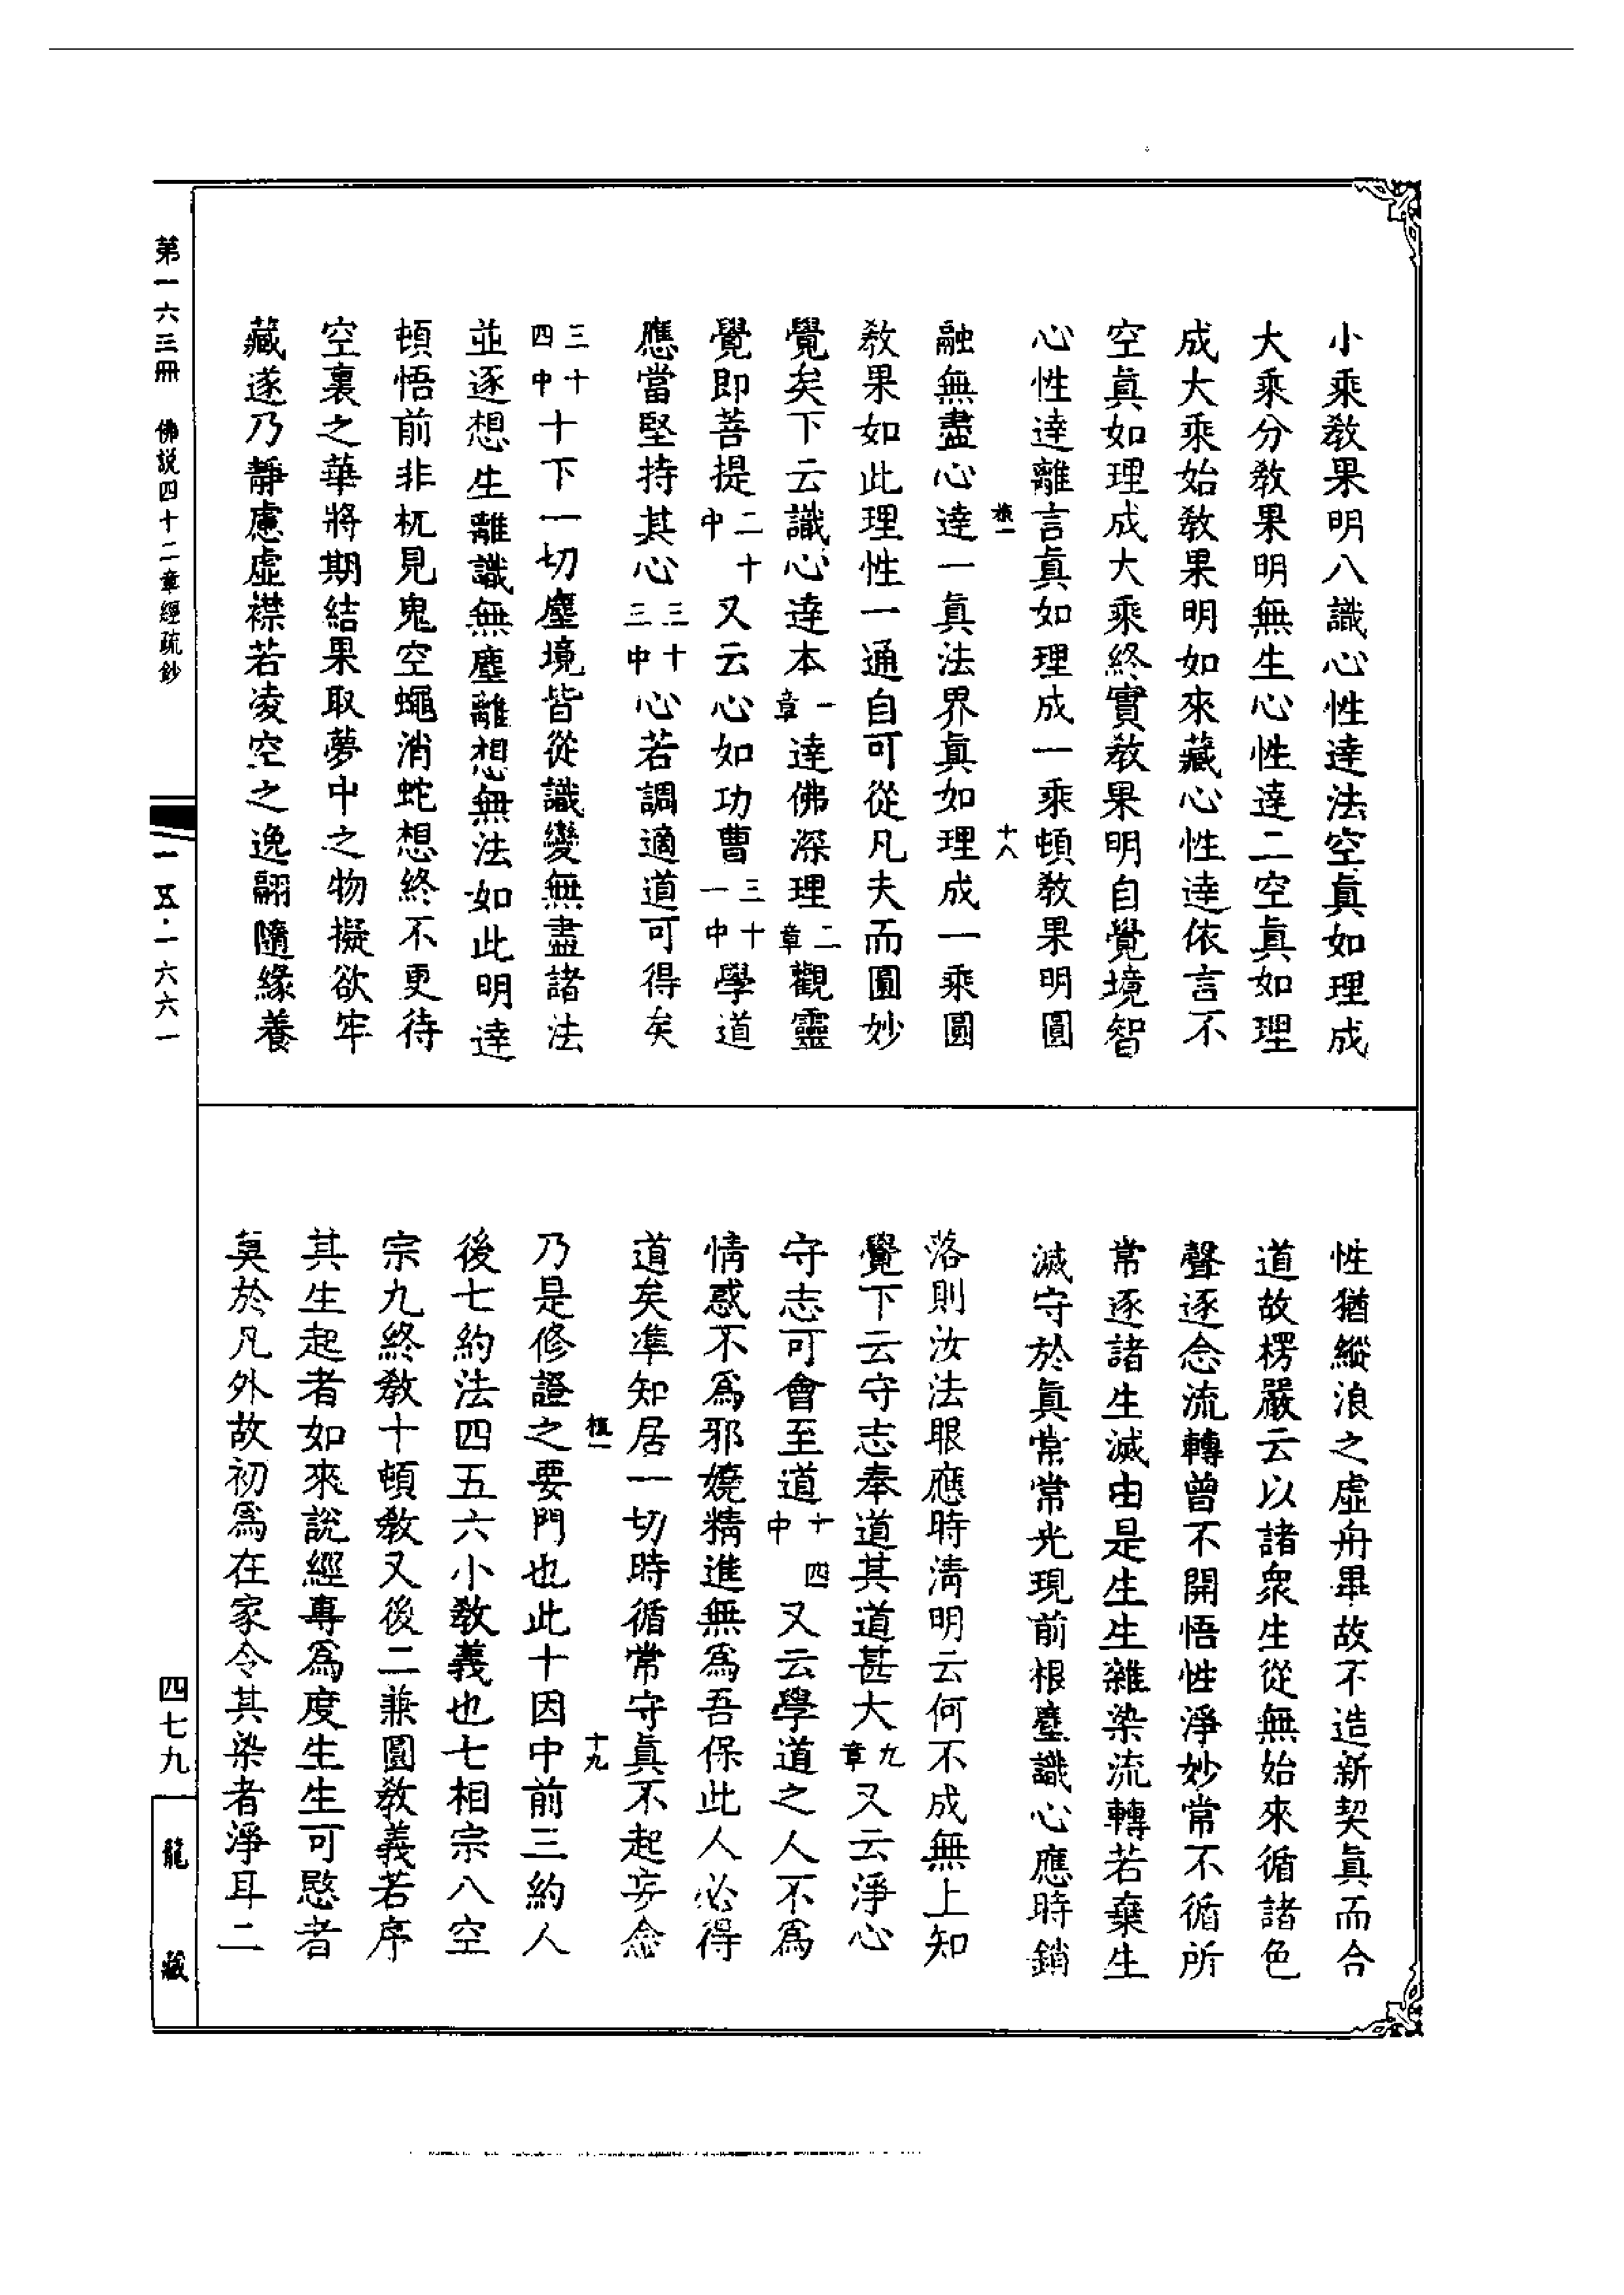 小乘教果明八識心性達法空真如理成
大乘分教果明無生心性達二空真如理
成大乘始教果明如來藏心性達依言不
空真如理成大乘終實教果明自覺境智
心性達離言真如理成一乘頓教果明圓
十八
融無盡心達一真法界真如理成一乘圓
教果如此理性一通自可從凡夫而圓妙
覺矣下云識心達本一章達佛深理二章觀靈
覺即菩提二十中又云心如功曹三十一中學道
應當堅持其心三十三中心若調適道可得矣
三十四中十下一切塵境皆從識變無盡諸法
並逐想生離識無塵離想無法如此明達
頓悟前非杌見鬼空蠅消蛇想終不更待
空裏之華將期結果取夢中之物擬欲牢
藏遂乃靜慮虛襟若凌空之逸翮隨緣養
性猶縱浪之虛舟畢故不造新契真而合
道故楞嚴云以諸眾生從無始來循諸色
聲逐念流轉曾不開悟性淨妙常不循所
常逐諸生滅由是生生雜染流轉若棄生
滅守於真常常光現前根塵識心應時銷
落則汝法眼應時清明云何不成無上知
覺下云守志奉道其道甚大九章又云淨心
守志可會至道十四中又云學道之人不為
情惑不為邪嬈精進無為吾保此人必得
道矣準知居一切時循常守真不起妄念
十九
乃是修證之要門也此十因中前三約人
後七約法四五六小教義也七相宗八空
宗九終教十頓教又後二兼圓教義若序
其生起者如來說經專為度生生可愍者
莫於凡外故初為在家令其染者淨耳二
第一六三冊 佛説四十二章經疏鈔
一五·一六六一
四七九
龍藏